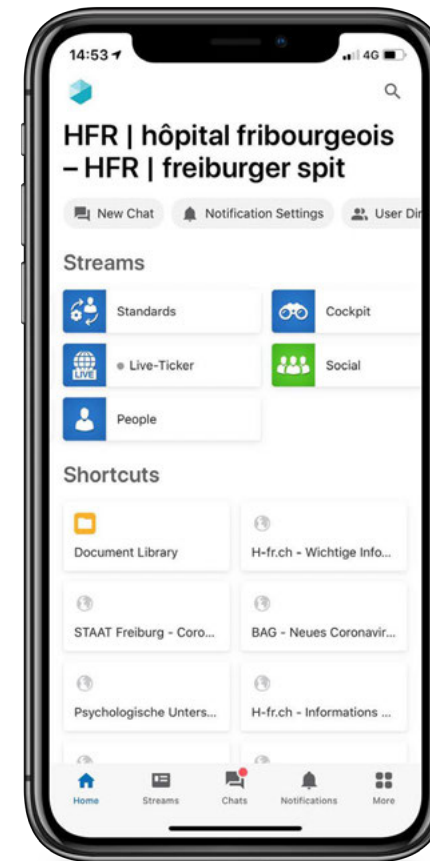 14:53
4G
HFR | hôpital fribourgeois
– HFR | freiburger spit
New Chat
Notification Settings
User Dir
Streams
Standards
Cockpit
LIVE
Live-Ticker
Social
People
Shortcuts
Document Library
H-fr.ch - Wichtige Info...
STAAT Freiburg - Coro...
BAG - Neues Coronavir...
Psychologische Unters...
H-fr.ch - Informations ...
Home
Streams
Chats
Notifications
More